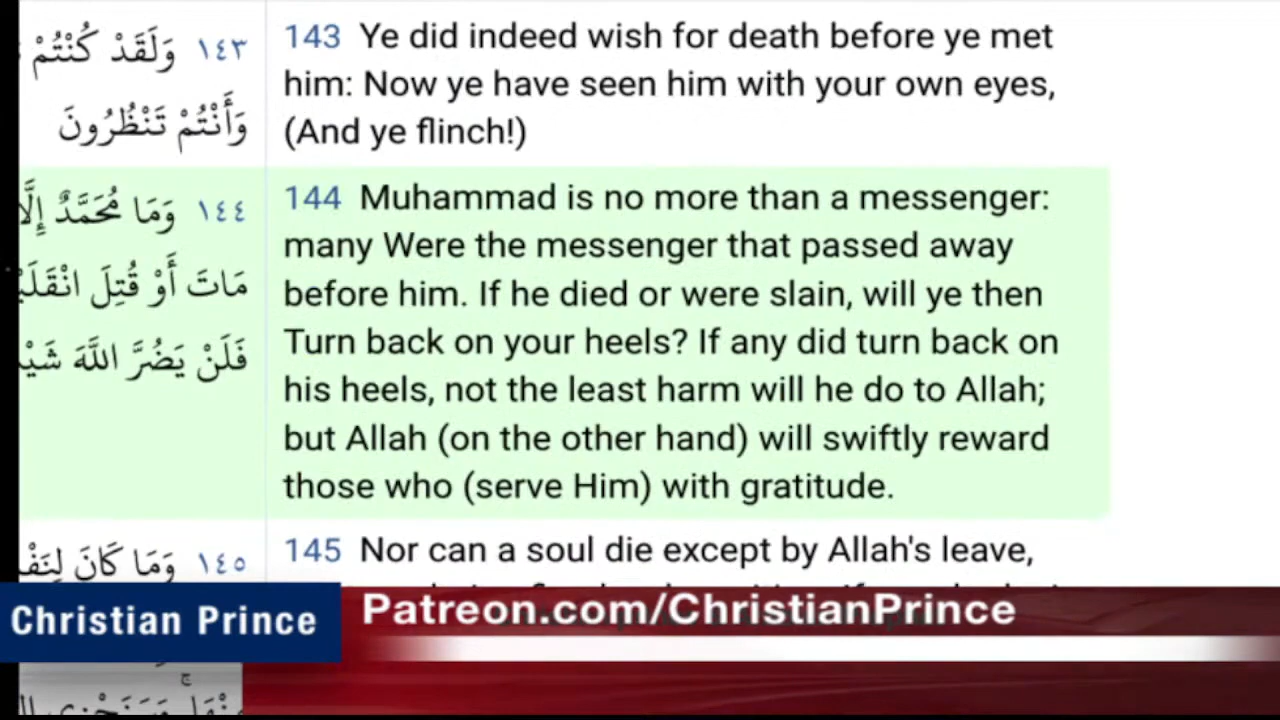 143 Ye did indeed wish for death before ye met
him: Now ye have seen him with your own eyes,
(And ye flinch!)
١٤٣ وَلَقَدْ كُنْتُمْ
وَأَنْتُمْ تَنْظُرُونَ
144 Muhammad is no more than a messenger:
many Were the messenger that passed away
before him. If he died or were slain, will ye then
Turn back on your heels? If any did turn back on
his heels, not the least harm will he do to Allah;
but Allah (on the other hand) will swiftly reward
those who (serve Him) with gratitude.
١٤٤ وَمَا مُحَمَّدٌ إِلَّا
مَاتَ أَوْ قُتِلَ
فَلَنْ يَضُرَّ اللَّهَ
145 Nor can a soul die except by Allah's leave,
١٤٥ وَمَا كَانَ
Christian Prince
Patreon.com/ChristianPrince